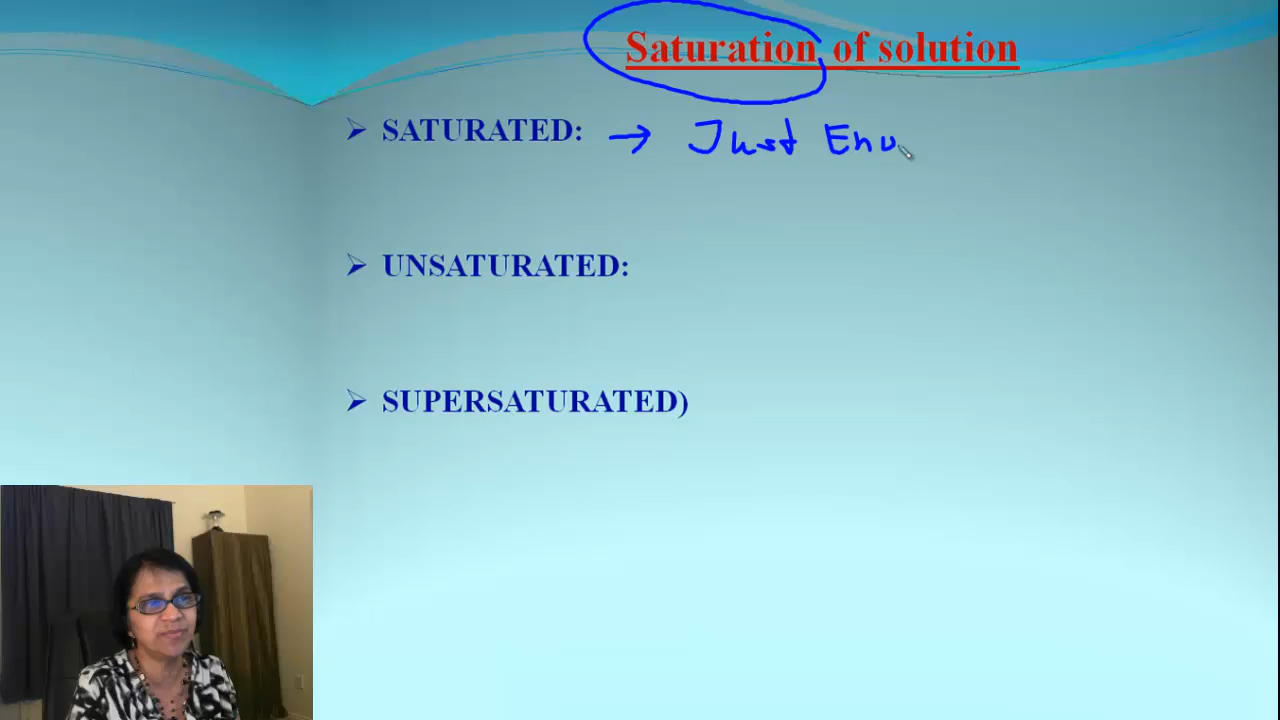 Saturation of solution
➢ SATURATED: → Just Enu
➢ UNSATURATED:
➢ SUPERSATURATED)